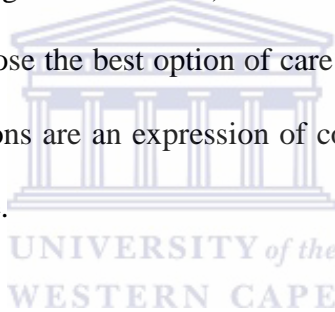 ose the best option of care
ons are an expression of co
UNIVERSITY of the
WESTERN CAPE